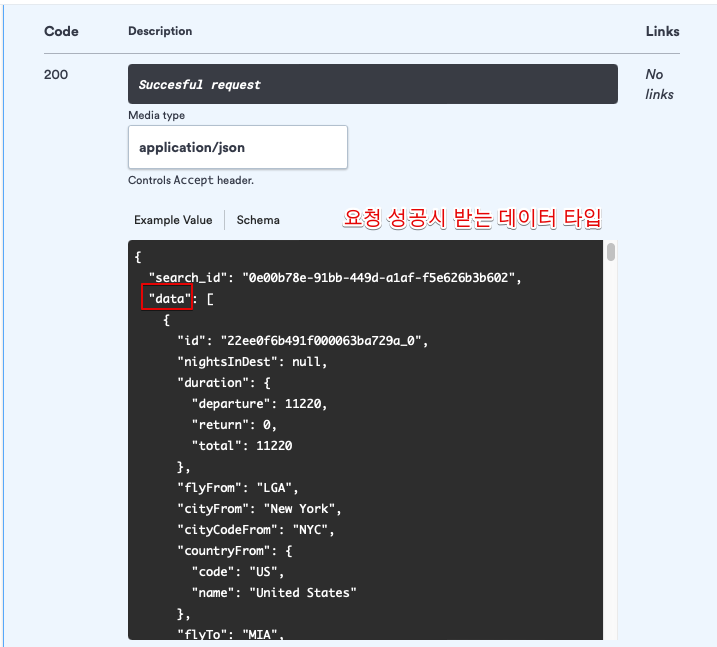 Code Description Links
200 Succesful request No links
Media type
application/json
Controls Accept header.
Example Value Schema 요청 성공시 받는 데이터 타입
{
"search_id": "0e00b78e-91bb-449d-a1af-f5e626b3b602",
"data": [
{
"id": "22ee0f6b491f000063ba729a_0",
"nightsInDest": null,
"duration": {
"departure": 11220,
"return": 0,
"total": 11220
},
"flyFrom": "LGA",
"cityFrom": "New York",
"cityCodeFrom": "NYC",
"countryFrom": {
"code": "US",
"name": "United States"
},
"flyTo": "MIA",